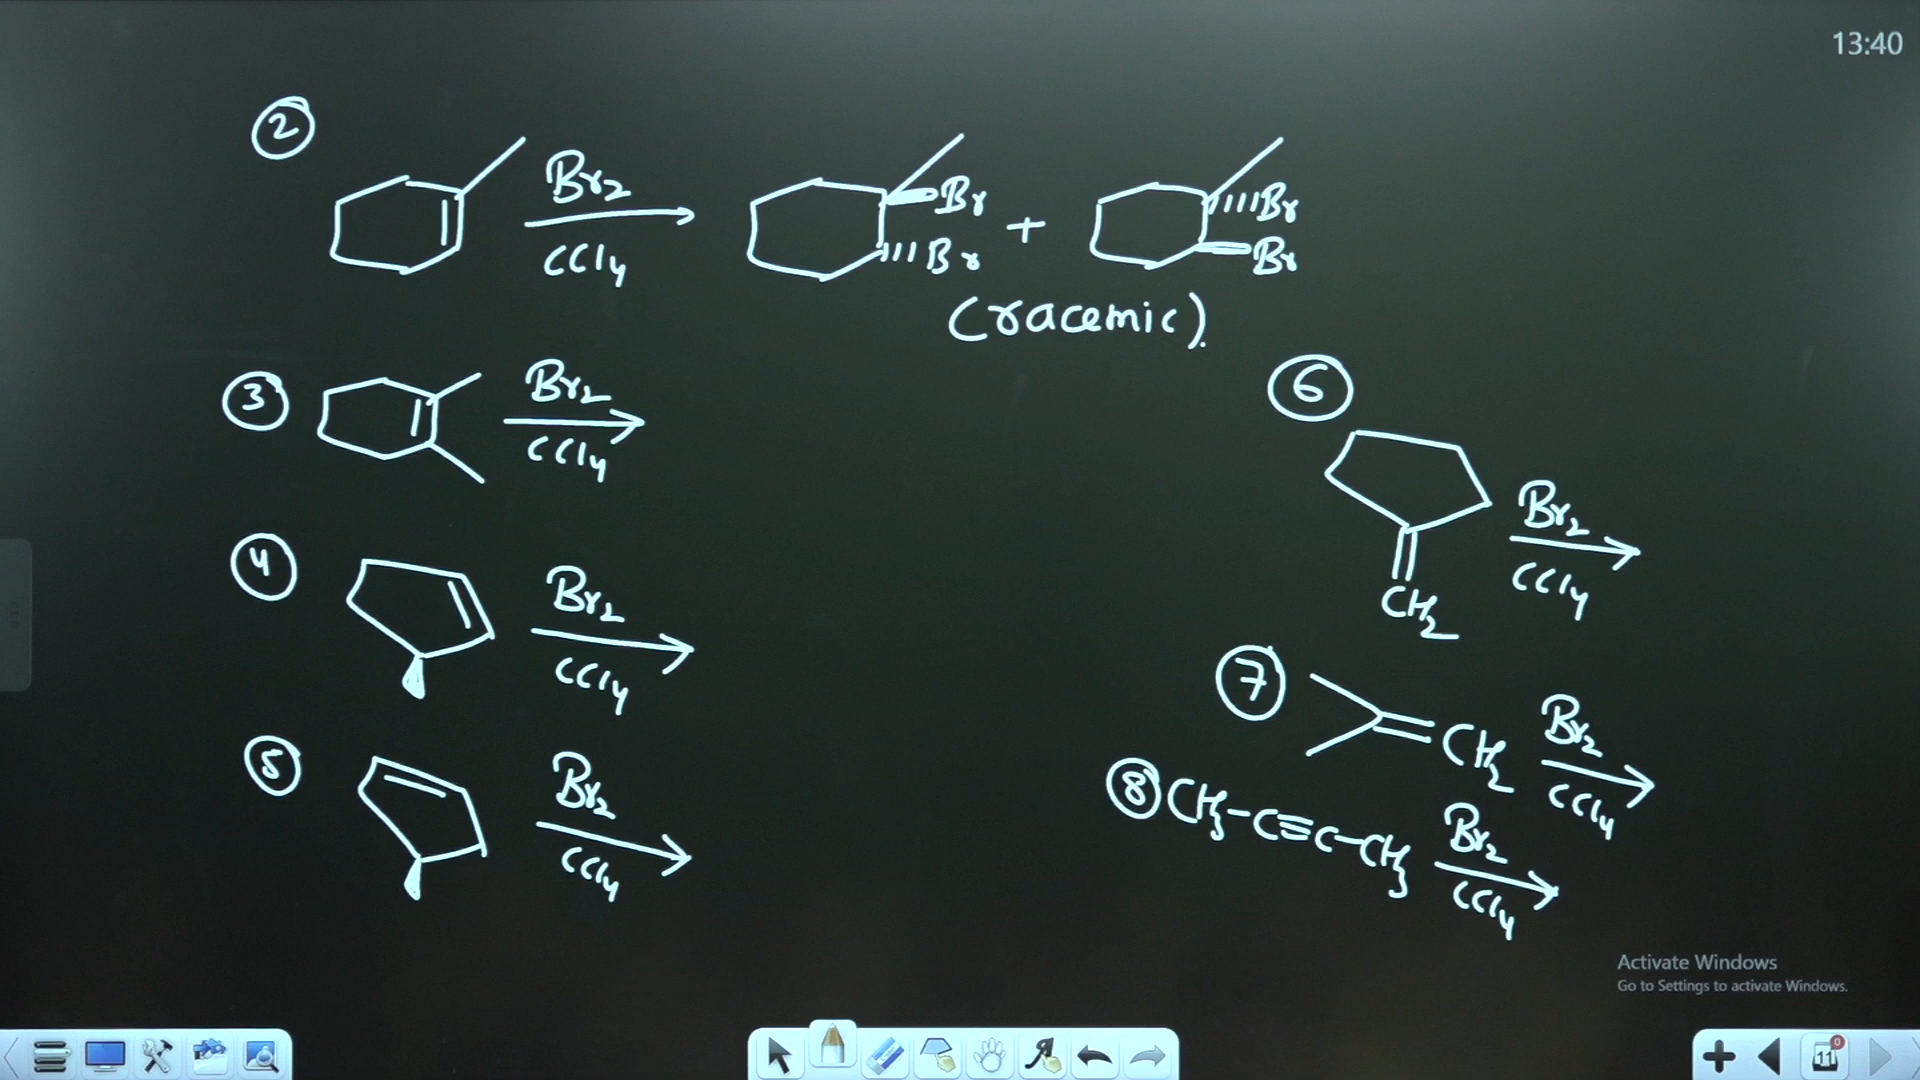 13:40
②
Br2
CCl4
Br
Br
+
Br
Br
(racemic).
③
Br2
CCl4
④
Br2
CCl4
⑤
Br2
CCl4
⑥
Br2
CCl4
CH2
⑦
CH2
Br2
CCl4
⑧ CH3-C≡C-CH3
Br2
CCl4
Activate Windows
Go to Settings to activate Windows.
11
0